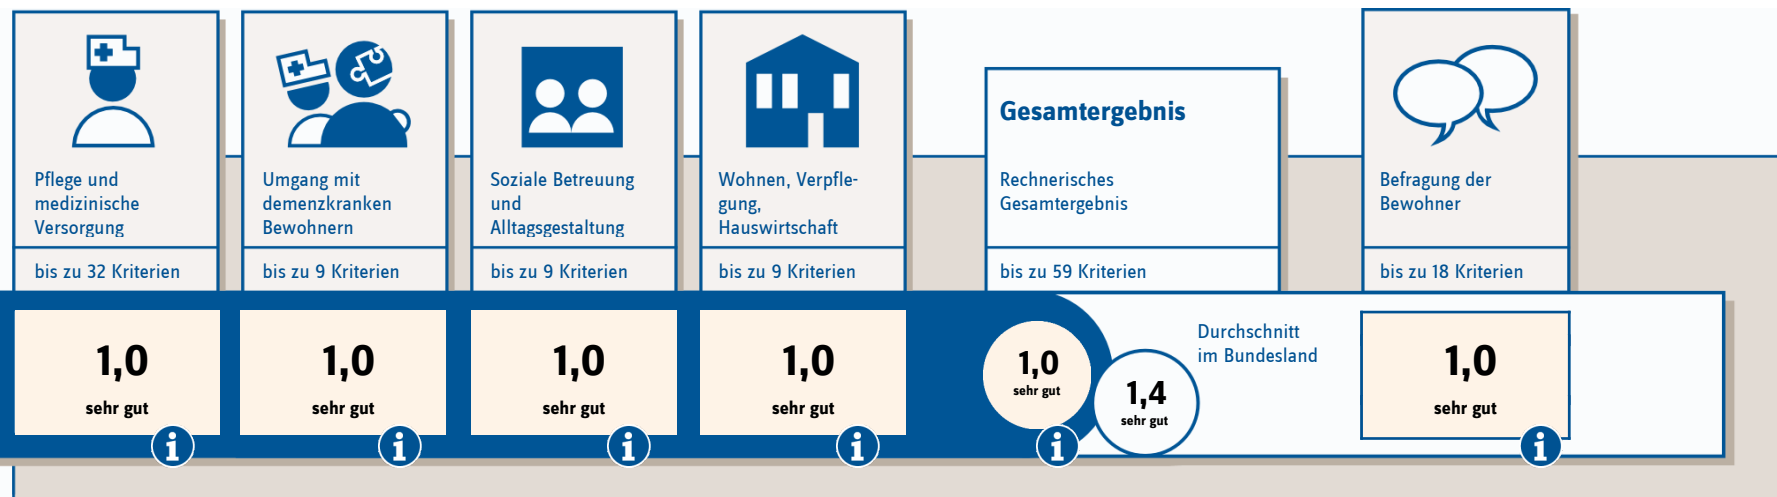 Pflege und
medizinische
Versorgung
bis zu 32 Kriterien
1,0
sehr gut
Umgang mit
demenzkranken
Bewohnern
bis zu 9 Kriterien
1,0
sehr gut
Soziale Betreuung
und
Alltagsgestaltung
bis zu 9 Kriterien
1,0
sehr gut
Wohnen, Verpfle-
gung,
Hauswirtschaft
bis zu 9 Kriterien
1,0
sehr gut
Gesamtergebnis
Rechnerisches
Gesamtergebnis
bis zu 59 Kriterien
1,0
sehr gut
1,4
sehr gut
Durchschnitt
im Bundesland
Befragung der
Bewohner
bis zu 18 Kriterien
1,0
sehr gut